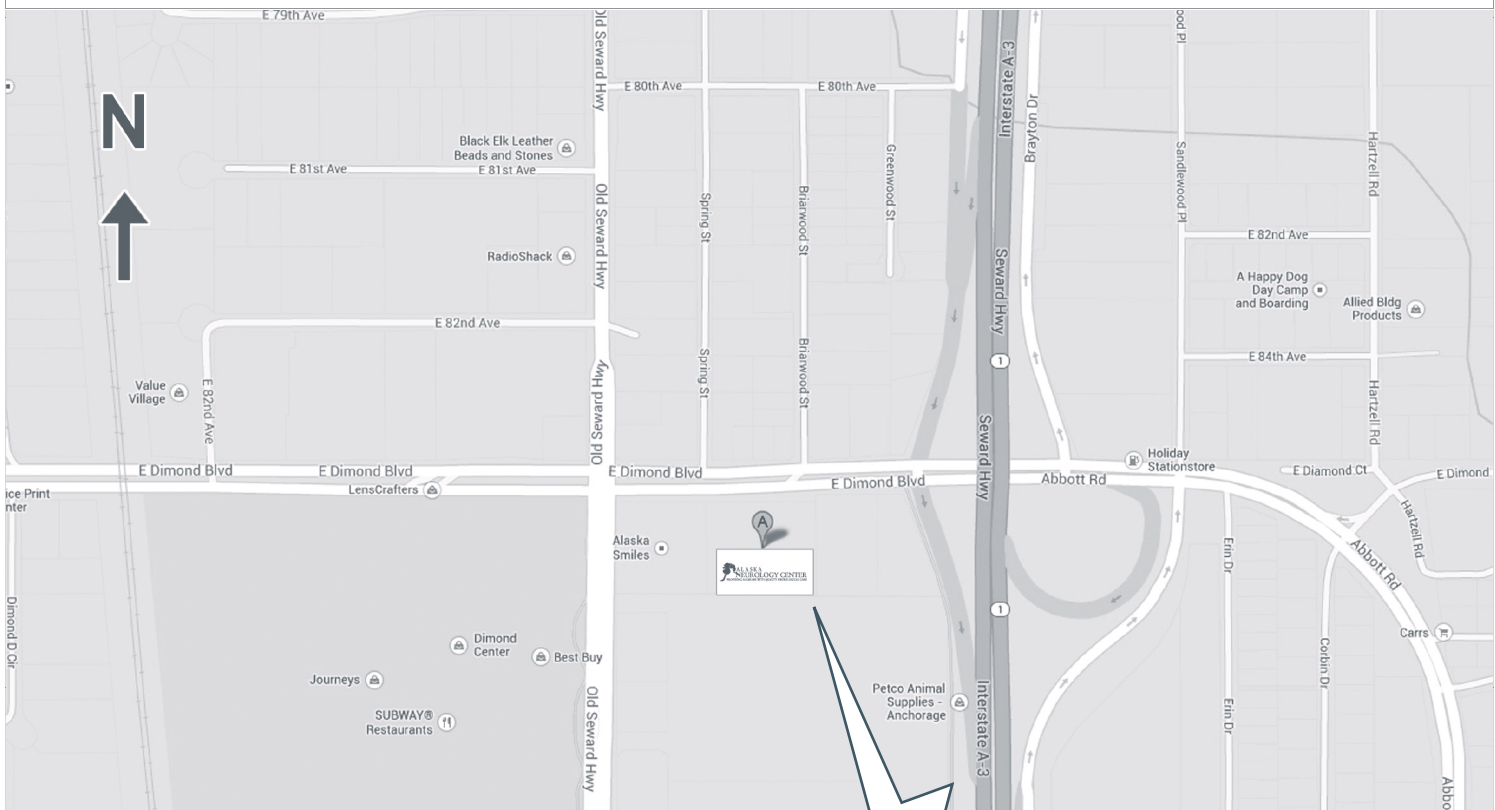 E 79th Ave
Old Seward Hwy
Interstate A-3
ood Pl
E 80th Ave
E 80th Ave
N
Brayton Dr
Black Elk Leather
Beads and Stones
Greenwood St
Sandlewood Pl
Hartzell Rd
E 81st Ave
E 81st Ave
Old Seward Hwy
Spring St
Briarwood St
E 82nd Ave
RadioShack
Seward Hwy
A Happy Dog
Day Camp
and Boarding
Allied Bldg
Products
E 82nd Ave
Spring St
Briarwood St
1
E 84th Ave
Value
Village
E 82nd Ave
Old Seward Hwy
Hartzell Rd
E Dimond Blvd
E Dimond Blvd
E Dimond Blvd
Seward Hwy
Holiday
Stationstore
E Diamond Ct
E Dimond
LensCrafters
E Dimond Blvd
Abbott Rd
ice Print
nter
Hartzell Rd
A
Alaska
Smiles
ALASKA
NEUROLOGY CENTER
Erin Dr
Abbott Rd
1
Dimond D Cir
Dimond
Center
Best Buy
Carrs
Corbin Dr
Journeys
SUBWAY®
Restaurants
Old Seward Hwy
Petco Animal
Supplies -
Anchorage
Interstate A-3
Erin Dr
Abbo